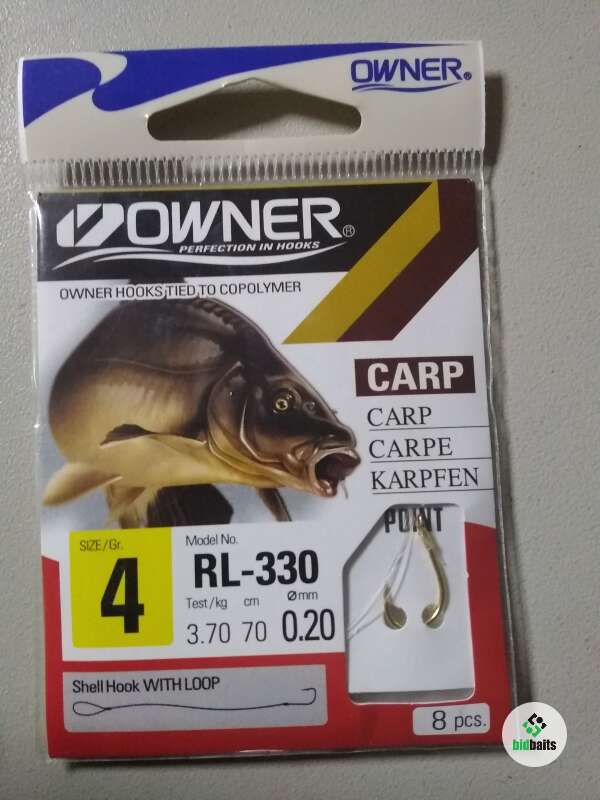 OWNER®
OWNER®
PERFECTION IN HOOKS
OWNER HOOKS TIED TO COPOLYMER
CARP
CARP
CARPE
KARPFEN
POINT
SIZE/Gr.
4
Model No.
RL-330
Test/kg cm ømm
3.70 70 0.20
Shell Hook WITH LOOP
8 pcs.
bidbaits